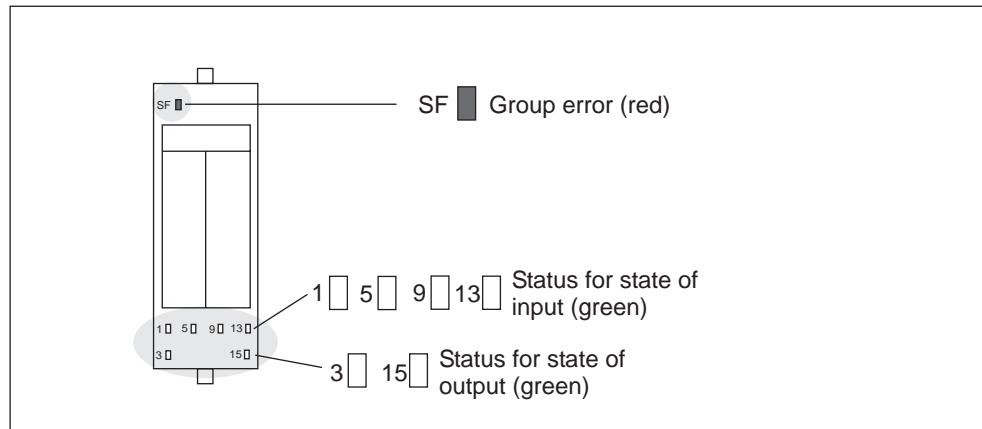 SF
SF Group error (red)
1 5 9 13 Status for state of
input (green)
1 5 9 13
3 15
3 15 Status for state of
output (green)